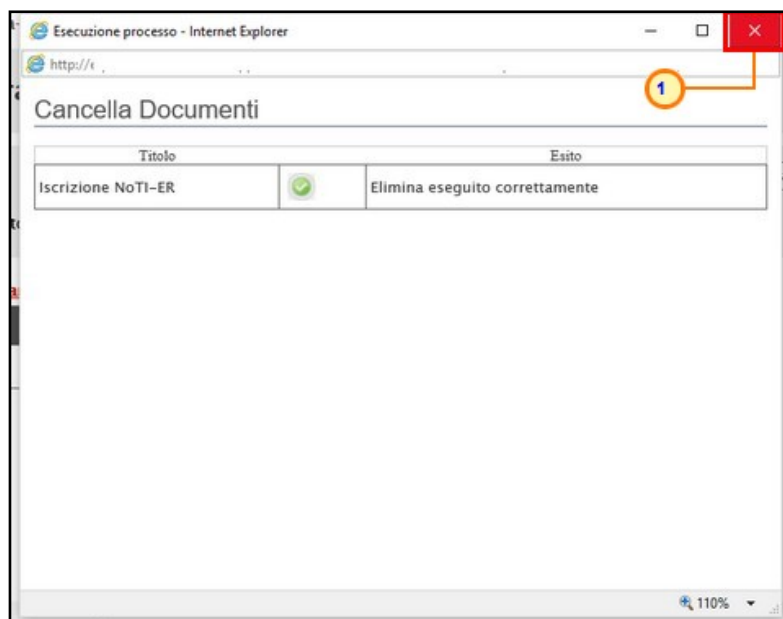 Esecuzione processo - Internet Explorer
http://
1
Cancella Documenti
Titolo Esito
Iscrizione NoTI-ER Elimina eseguito correttamente
110%